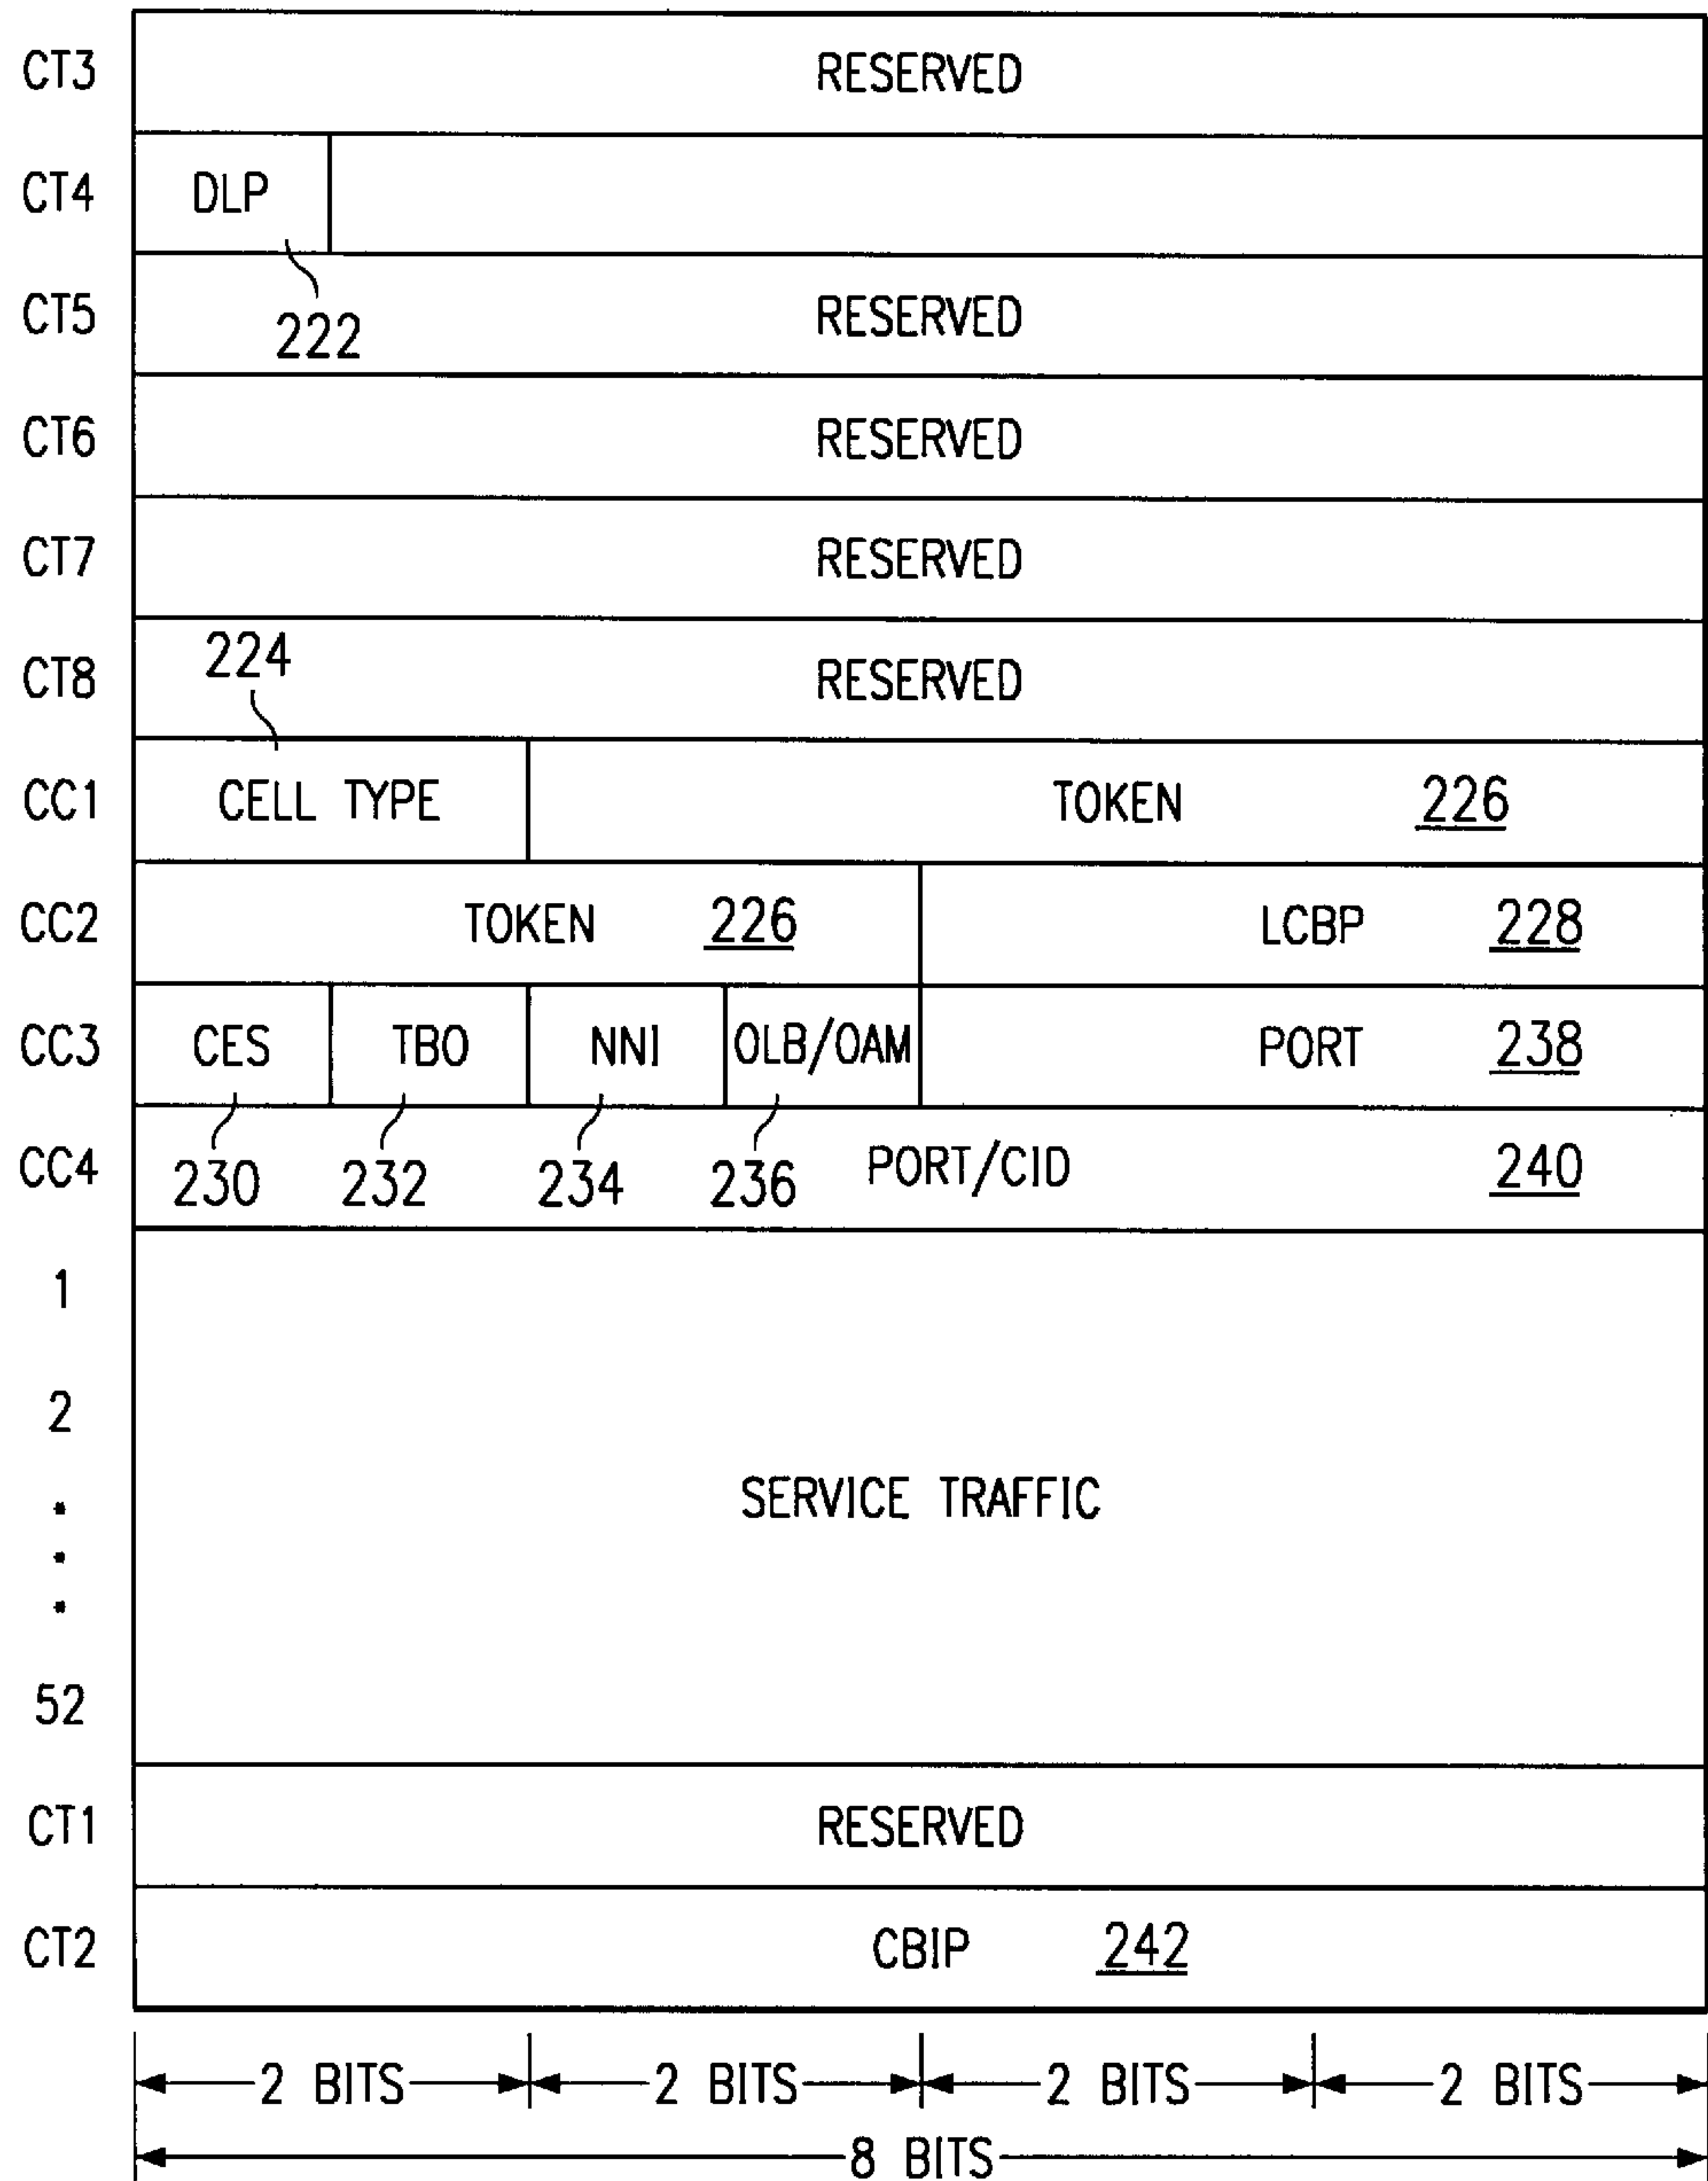 CT3 RESERVED
CT4 DLP
222
CT5 RESERVED
CT6 RESERVED
CT7 RESERVED
CT8 224 RESERVED
CC1 CELL TYPE TOKEN 226
CC2 TOKEN 226 LCBP 228
CC3 CES TBO NNI OLB/OAM PORT 238
CC4 230 232 234 236 PORT/CID 240
1
2
SERVICE TRAFFIC
52
CT1 RESERVED
CT2 CBIP 242
2 BITS 2 BITS 2 BITS 2 BITS
8 BITS